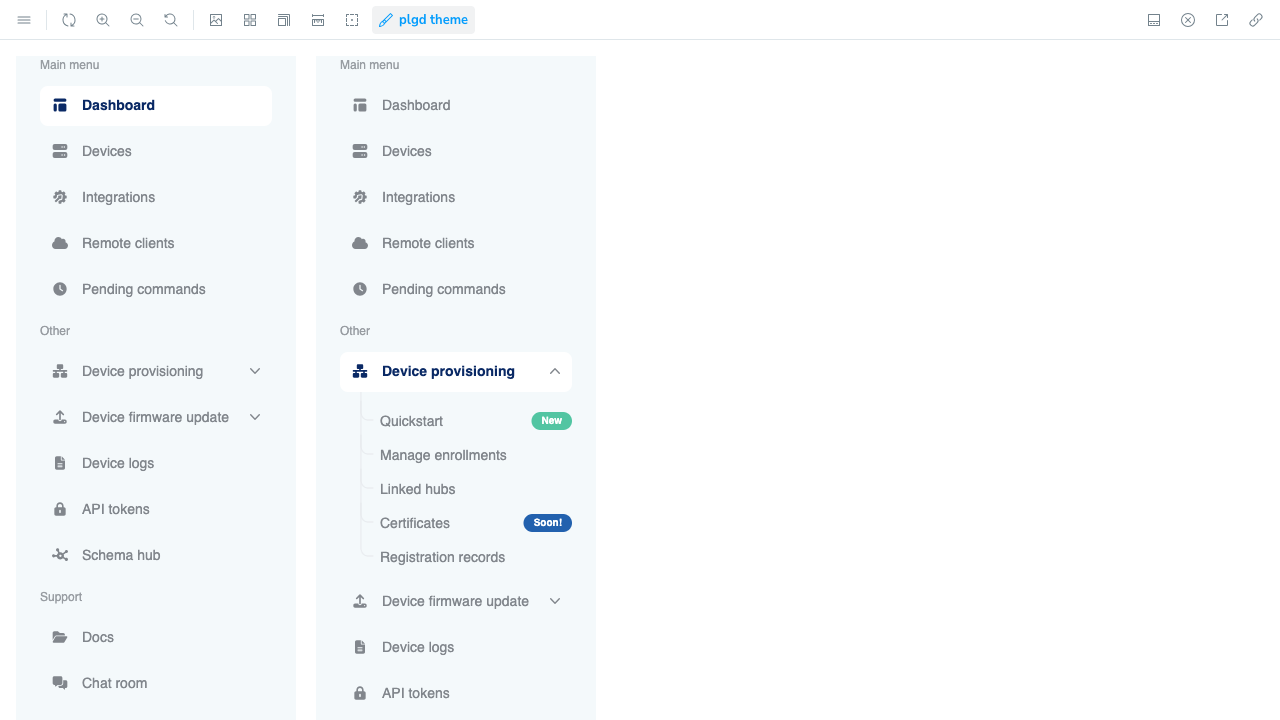 plgd theme
Main menu
Dashboard
Devices
Integrations
Remote clients
Pending commands
Other
Device provisioning
Device firmware update
Device logs
API tokens
Schema hub
Support
Docs
Chat room
Main menu
Dashboard
Devices
Integrations
Remote clients
Pending commands
Other
Device provisioning
Quickstart New
Manage enrollments
Linked hubs
Certificates Soon!
Registration records
Device firmware update
Device logs
API tokens